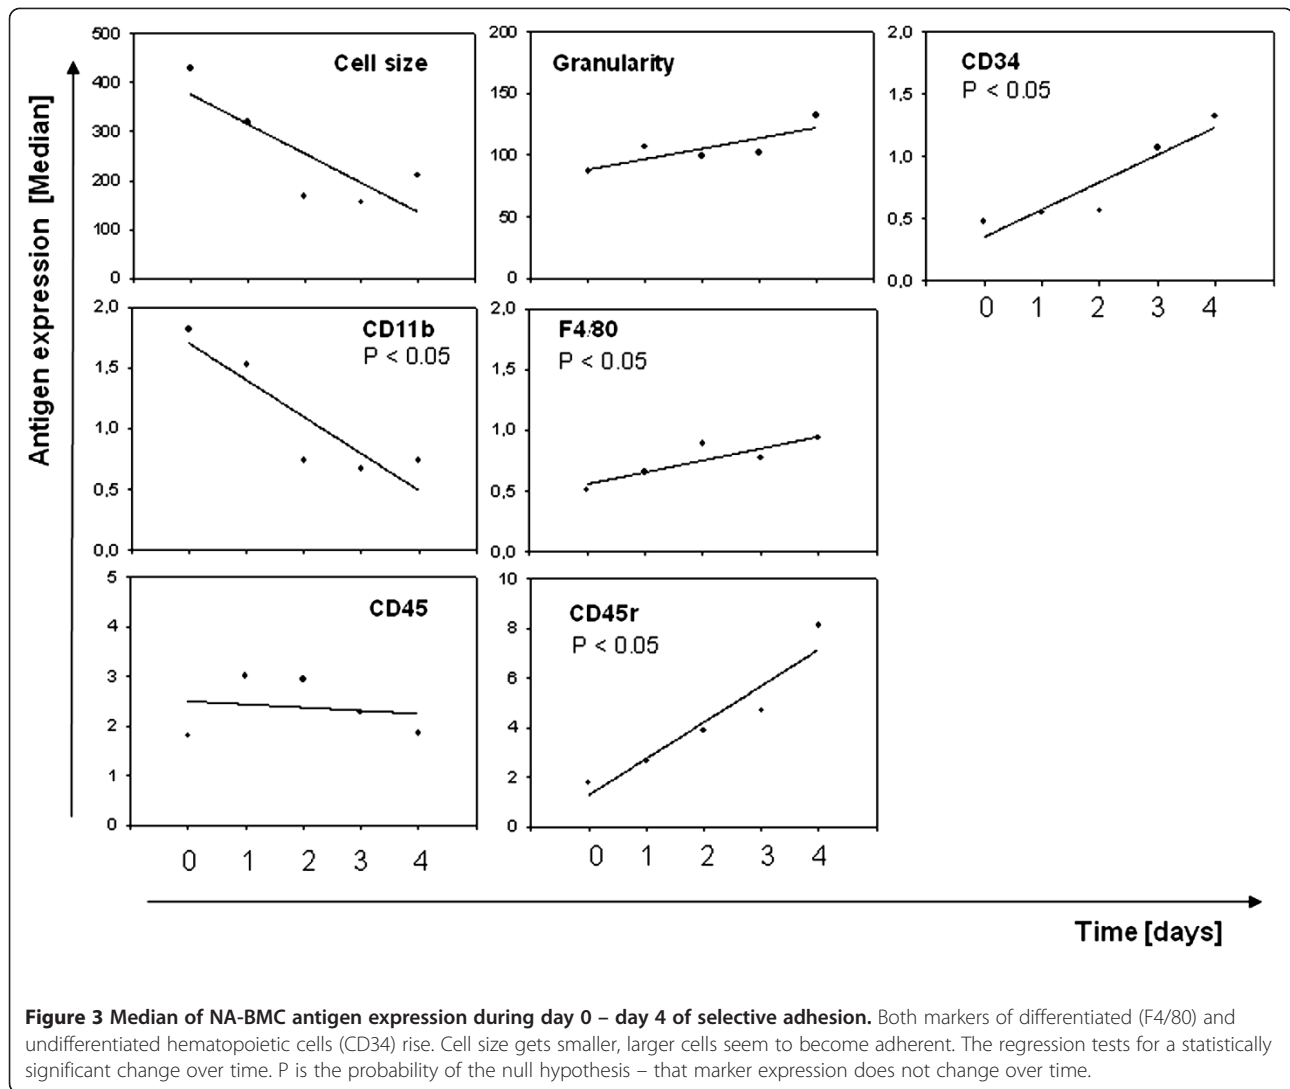 Antigen expression [Median]
500
400
300
200
100
0
Cell size
200
150
100
50
0
Granularity
2,0
1,5
1,0
0,5
0,0
CD34
P < 0.05
0 1 2 3 4
2,0
1,5
1,0
0,5
0,0
CD11b
P < 0.05
2,0
1,5
1,0
0,5
0,0
F4/80
P < 0.05
5
4
3
2
1
0
CD45
0 1 2 3 4
10
8
6
4
2
0
CD45r
P < 0.05
0 1 2 3 4
Time [days]
Figure 3 Median of NA-BMC antigen expression during day 0 – day 4 of selective adhesion. Both markers of differentiated (F4/80) and
undifferentiated hematopoietic cells (CD34) rise. Cell size gets smaller, larger cells seem to become adherent. The regression tests for a statistically
significant change over time. P is the probability of the null hypothesis – that marker expression does not change over time.